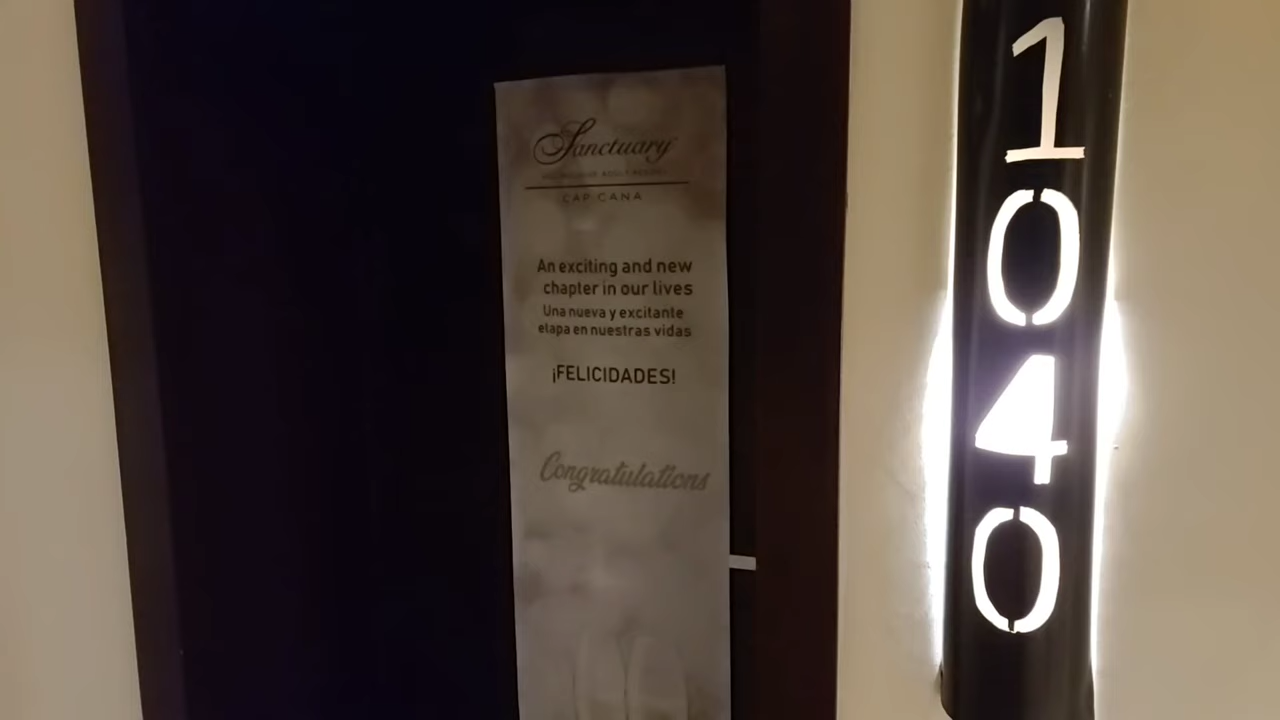 Sanctuary
CAP CANA
An exciting and new
chapter in our lives
Una nueva y excitante
etapa en nuestras vidas
¡FELICIDADES!
Congratulations
1040